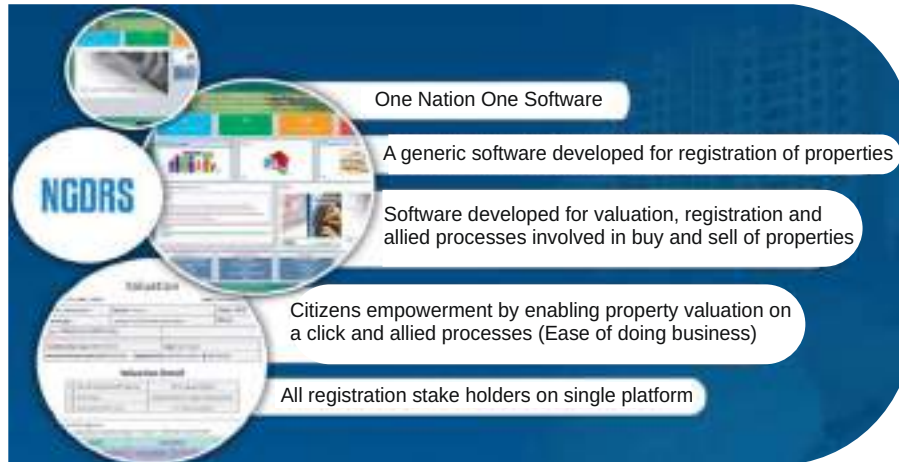 One Nation One Software
A generic software developed for registration of properties
NGDRS
Software developed for valuation, registration and
allied processes involved in buy and sell of properties
Valuation
Citizens empowerment by enabling property valuation on
a click and allied processes (Ease of doing business)
Valuation Detail
All registration stake holders on single platform